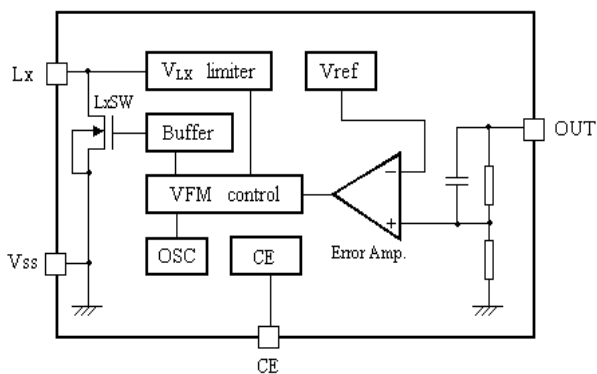 Lx
VLX limiter
Vref
LxSW
Buffer
OUT
VFM control
−
+
Error Amp.
Vss
OSC
CE
CE